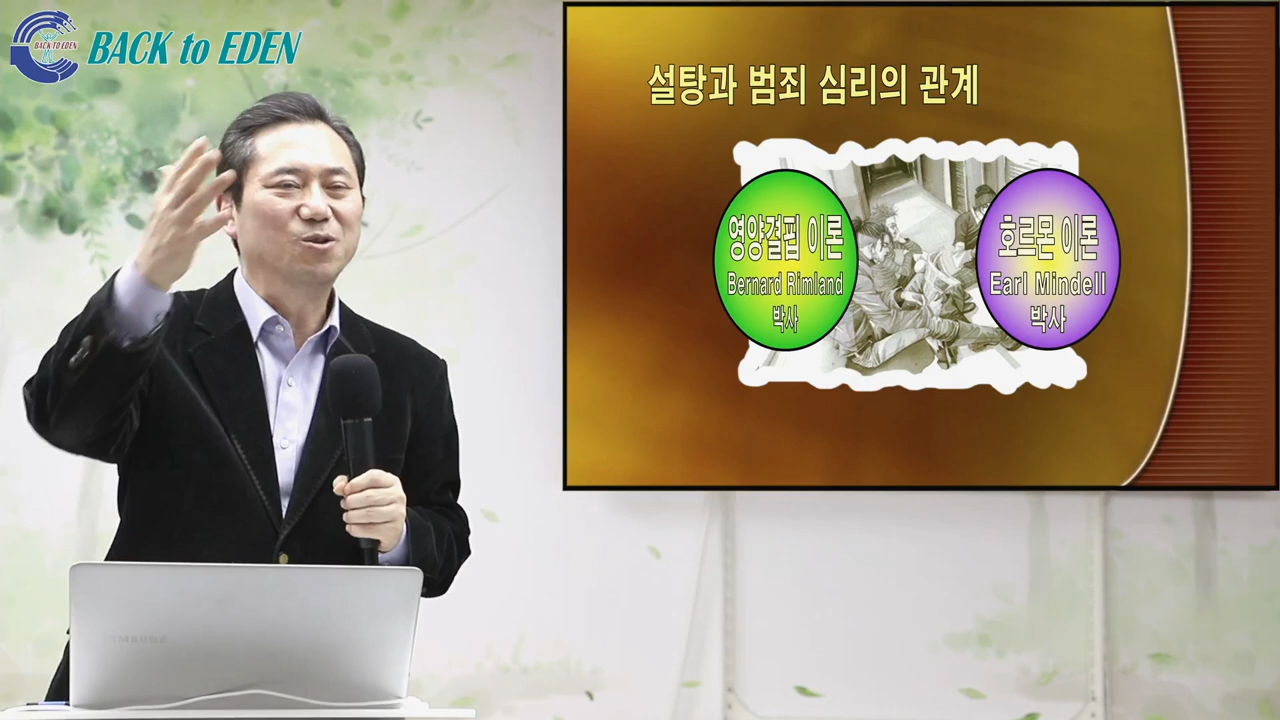 BACK TO EDEN
BACK to EDEN
설탕과 범죄 심리의 관계
영양결핍 이론
Bernard Rimland
박사
호르몬 이론
Earl Mindell
박사
SAMSUNG